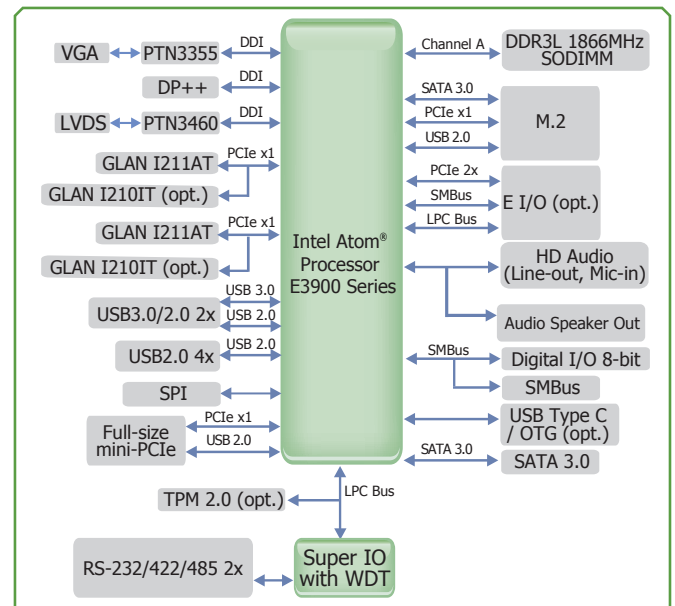 VGA PTN3355 DDI
DP++ DDI
LVDS PTN3460 DDI
GLAN I211AT PCIe x1
GLAN I210IT (opt.)
GLAN I211AT PCIe x1
GLAN I210IT (opt.)
USB3.0/2.0 2x USB 3.0
USB 2.0
USB2.0 4x USB 2.0
SPI
Full-size
mini-PCIe
PCIe x1
USB 2.0
Intel Atom®
Processor
E3900 Series
Channel A DDR3L 1866MHz
SODIMM
SATA 3.0
PCIe x1
USB 2.0
M.2
PCIe 2x
SMBus
LPC Bus
E I/O (opt.)
HD Audio
(Line-out, Mic-in)
Audio Speaker Out
SMBus Digital I/O 8-bit
SMBus
USB Type C
/ OTG (opt.)
SATA 3.0 SATA 3.0
TPM 2.0 (opt.) LPC Bus
RS-232/422/485 2x
Super IO
with WDT